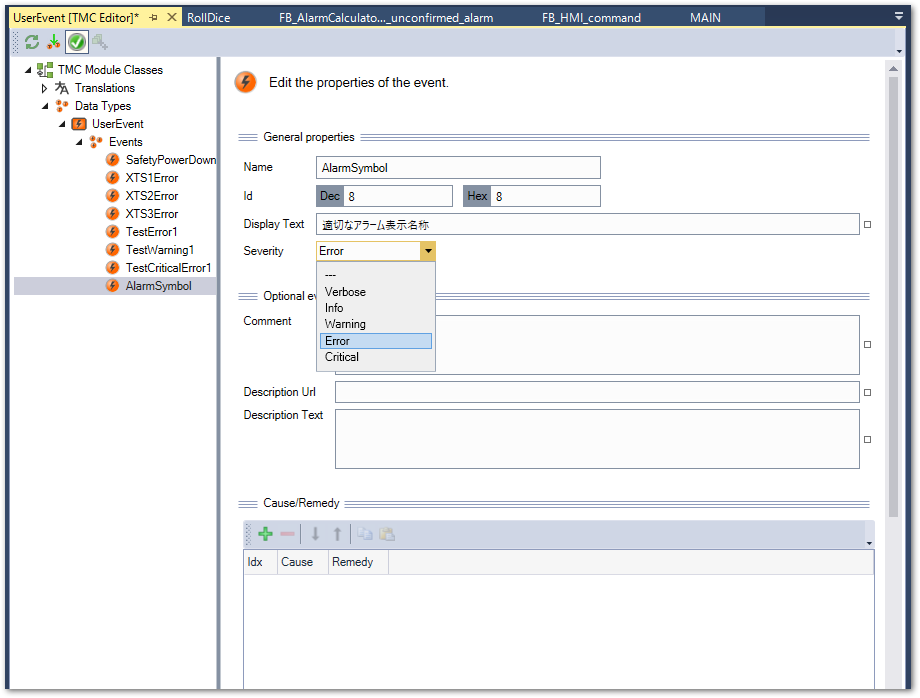 UserEvent [TMC Editor]* RollDice FB_AlarmCalculato..._unconfirmed_alarm FB_HMI_command MAIN
TMC Module Classes
Translations
Data Types
UserEvent
Events
SafetyPowerDown
XTS1Error
XTS2Error
XTS3Error
TestError1
TestWarning1
TestCriticalError1
AlarmSymbol
Edit the properties of the event.
General properties
Name AlarmSymbol
Id Dec 8 Hex 8
Display Text 適切なアラーム表示名称
Severity Error
---
Verbose
Info
Warning
Error
Critical
Optional ev
Comment
Description Url
Description Text
Cause/Remedy
Idx Cause Remedy